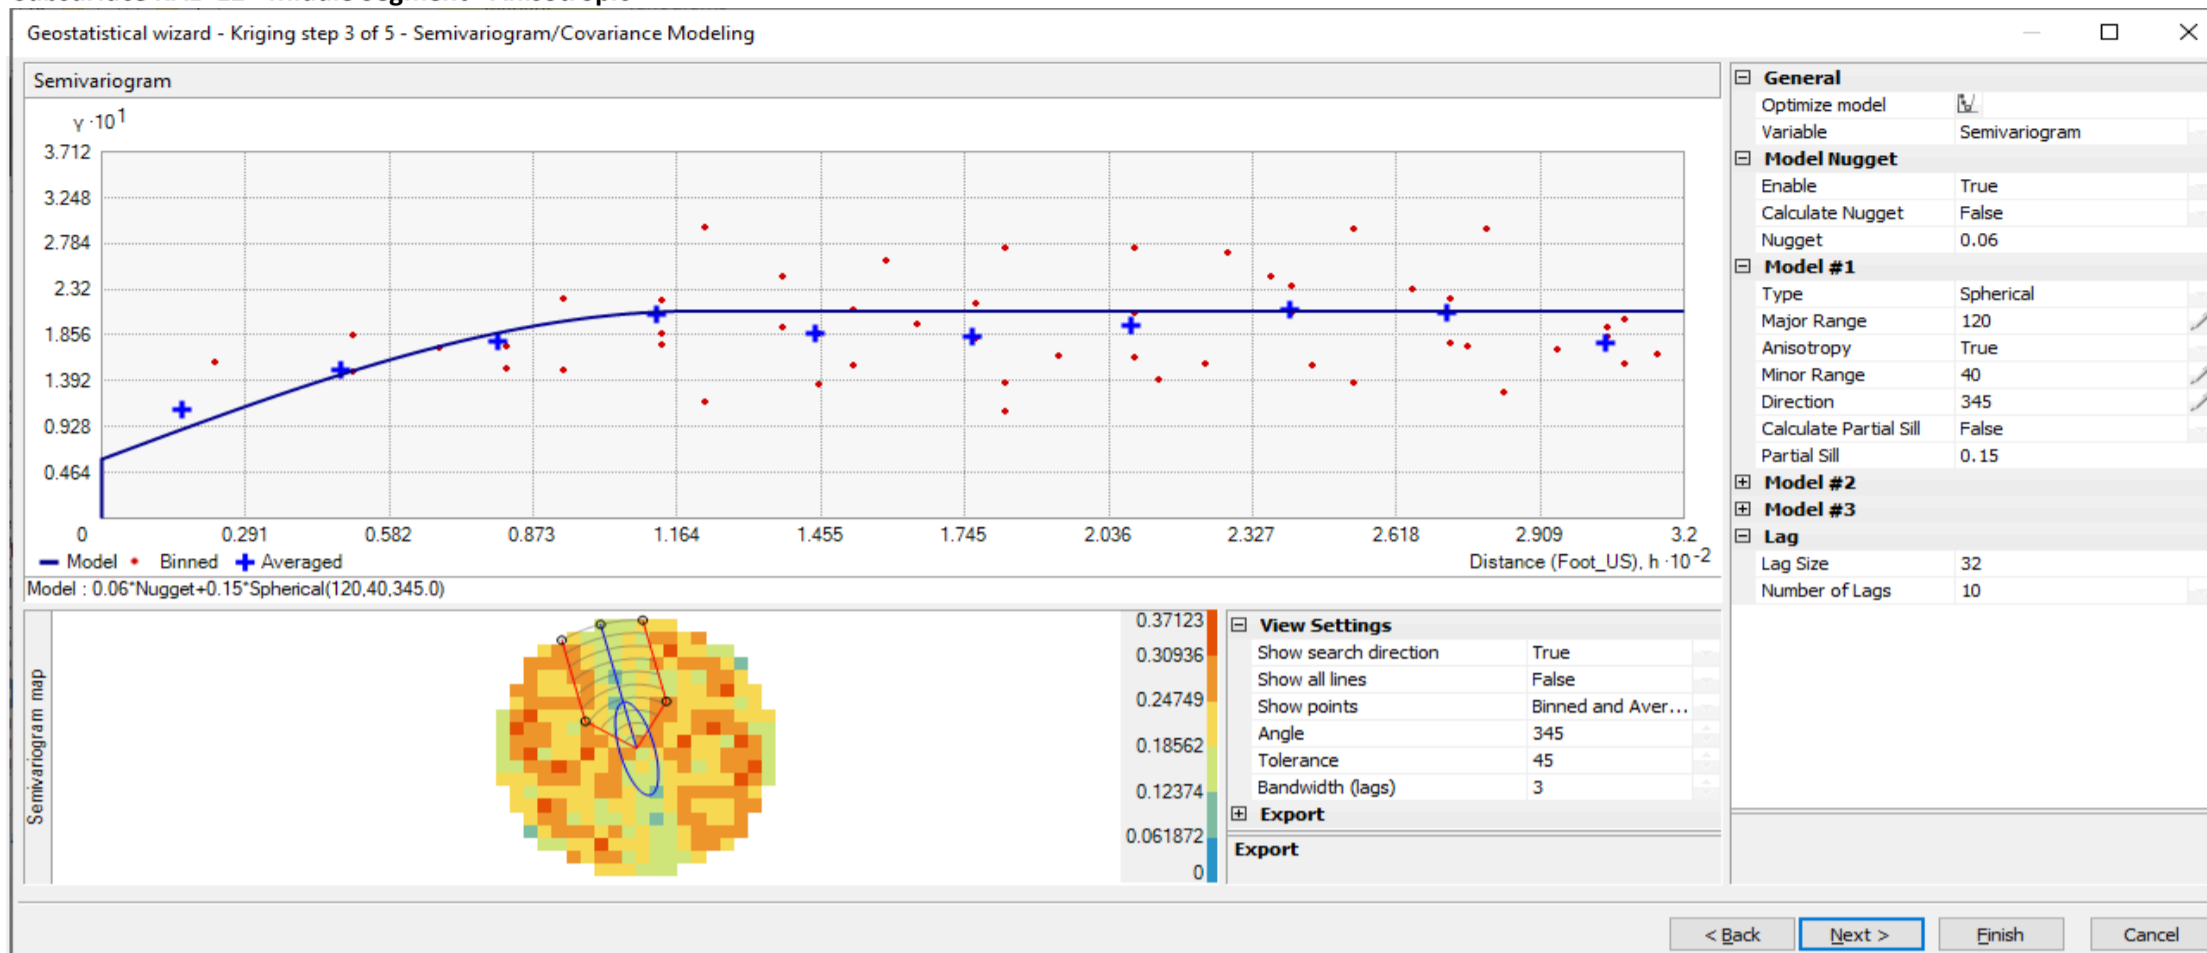 Geostatistical wizard - Kriging step 3 of 5 - Semivariogram/Covariance Modeling
Semivariogram
γ ·10 1
3.712
3.248
2.784
2.32
1.856
1.392
0.928
0.464
0 0.291 0.582 0.873 1.164 1.455 1.745 2.036 2.327 2.618 2.909 3.2
Model Binned Averaged
Distance (Foot_US), h ·10 -2
Model : 0.06*Nugget+0.15*Spherical(120,40,345.0)
General
Optimize model
Variable Semivariogram
Model Nugget
Enable True
Calculate Nugget False
Nugget 0.06
Model #1
Type Spherical
Major Range 120
Anisotropy True
Minor Range 40
Direction 345
Calculate Partial Sill False
Partial Sill 0.15
Model #2
Model #3
Lag
Lag Size 32
Number of Lags 10
Semivariogram map
0.37123
0.30936
0.24749
0.18562
0.12374
0.061872
0
View Settings
Show search direction True
Show all lines False
Show points Binned and Aver...
Angle 345
Tolerance 45
Bandwidth (lags) 3
Export
Export
< Back Next > Finish Cancel